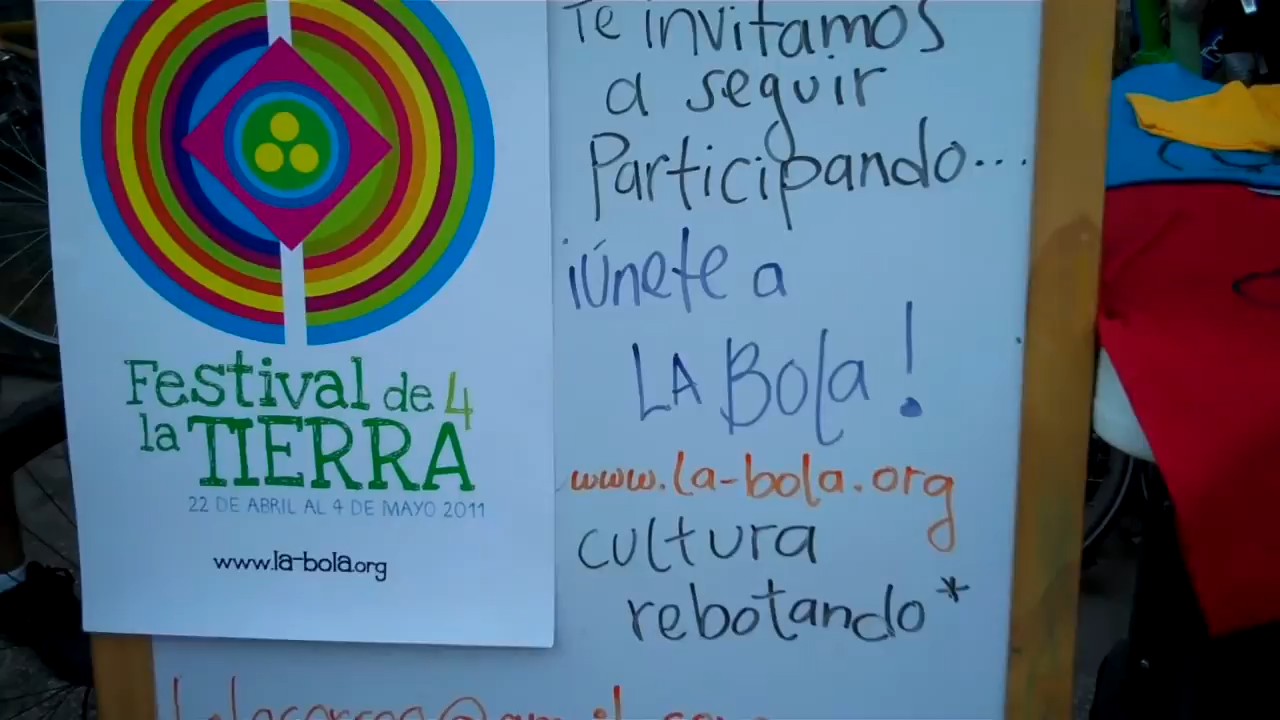 Festival de 4
la TIERRA
22 DE ABRIL AL 4 DE MAYO 2011
www.la-bola.org
Te invitamos
a seguir
Participando...
¡Únete a
LA Bola!
www.la-bola.org
cultura
rebotando*